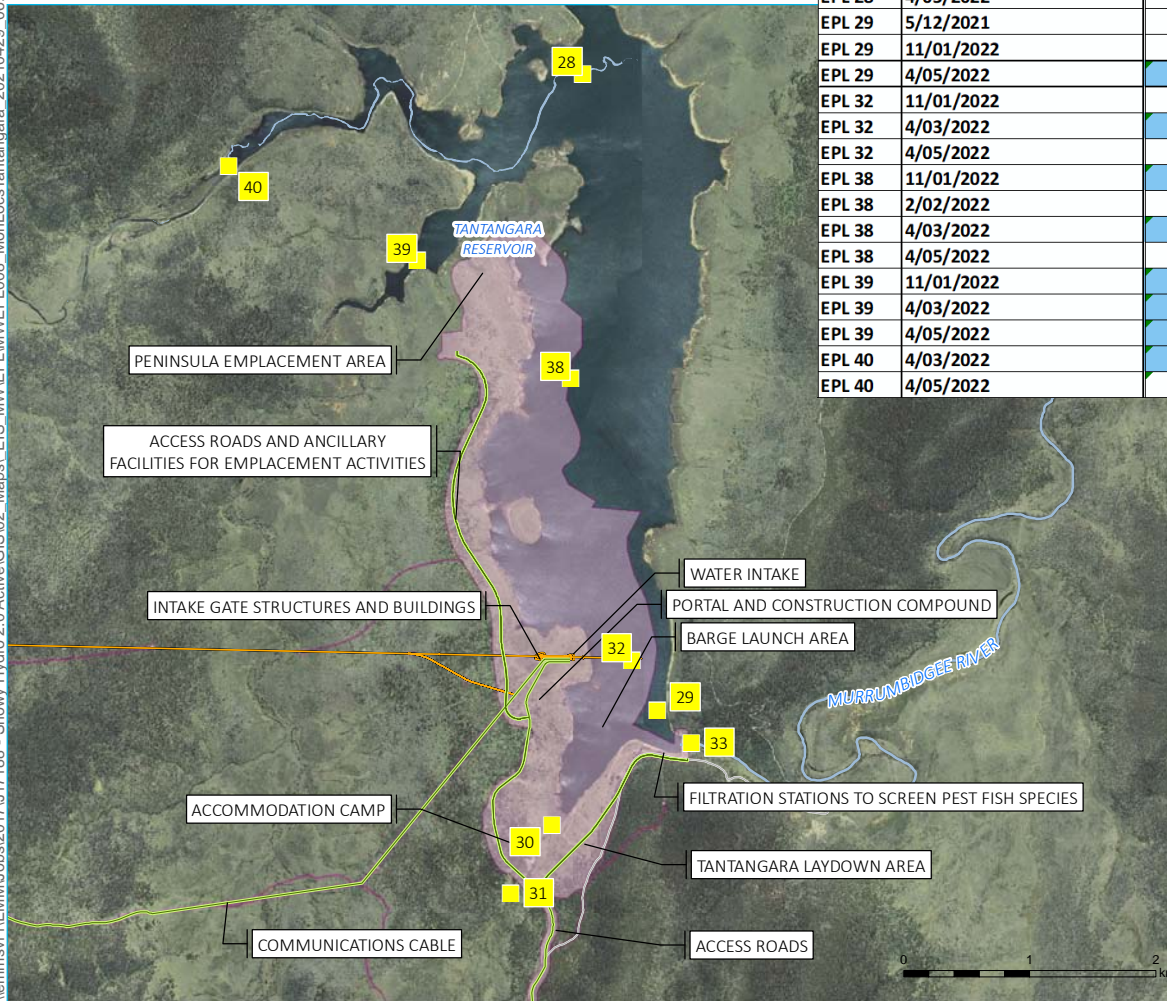 EPL 29 5/12/2021
EPL 29 11/01/2022
EPL 29 4/05/2022
EPL 32 11/01/2022
EPL 32 4/03/2022
EPL 32 4/05/2022
EPL 38 11/01/2022
EPL 38 2/02/2022
EPL 38 4/03/2022
EPL 38 4/05/2022
EPL 39 11/01/2022
EPL 39 4/03/2022
EPL 39 4/05/2022
EPL 40 4/03/2022
EPL 40 4/05/2022
28
40
TANTANGARA
RESERVOIR
39
PENINSULA EMPLACEMENT AREA
38
ACCESS ROADS AND ANCILLARY
FACILITIES FOR EMPLACEMENT ACTIVITIES
WATER INTAKE
INTAKE GATE STRUCTURES AND BUILDINGS
PORTAL AND CONSTRUCTION COMPOUND
BARGE LAUNCH AREA
32
MURRUMBIDGEE RIVER
29
33
FILTRATION STATIONS TO SCREEN PEST FISH SPECIES
ACCOMMODATION CAMP
30
TANTANGARA LAYDOWN AREA
31
COMMUNICATIONS CABLE
ACCESS ROADS
0 1 2